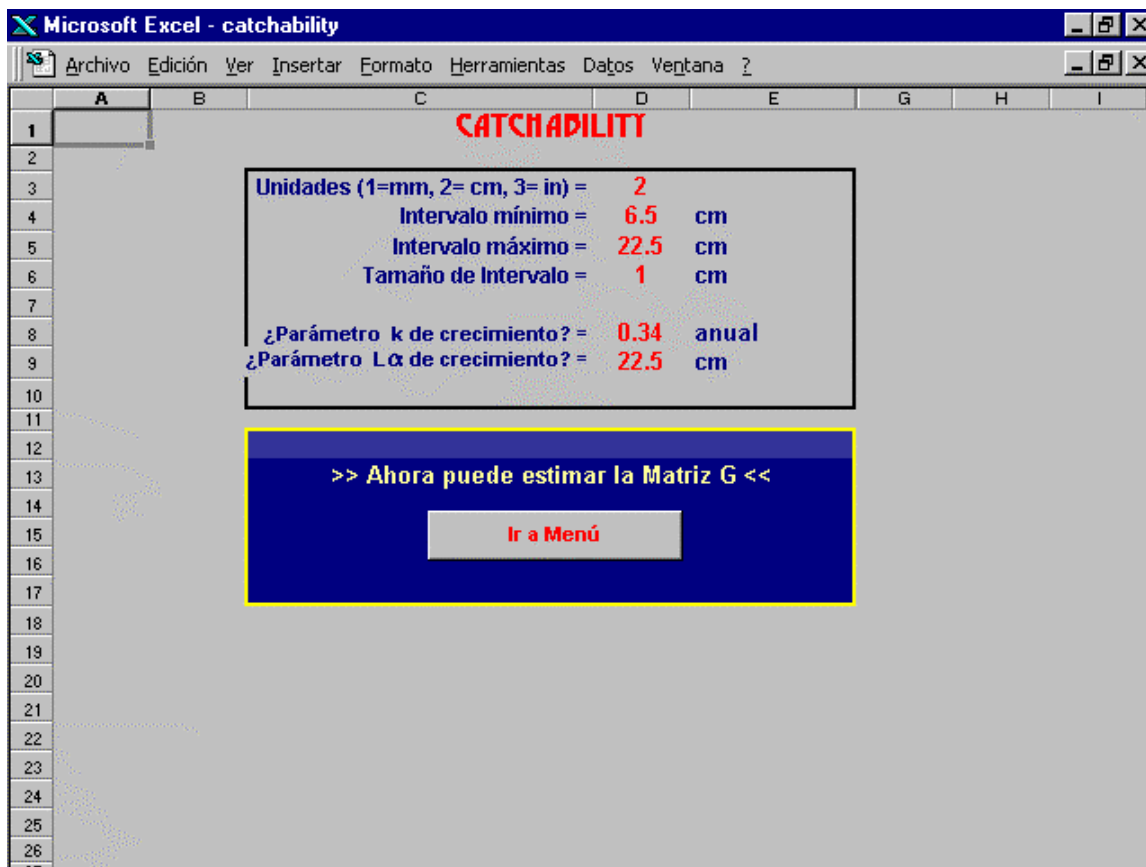 Microsoft Excel - catchability
Archivo Edición Ver Insertar Formato Herramientas Datos Ventana ?
A B C D E G H I
1 CATCHABILITY
2
3 Unidades (1=mm, 2= cm, 3= in) = 2
4 Intervalo mínimo = 6.5 cm
5 Intervalo máximo = 22.5 cm
6 Tamaño de Intervalo = 1 cm
7
8 ¿Parámetro k de crecimiento? = 0.34 anual
9 ¿Parámetro Lα de crecimiento? = 22.5 cm
10
11
12
13 >> Ahora puede estimar la Matriz G <<
14
15 Ir a Menú
16
17
18
19
20
21
22
23
24
25
26